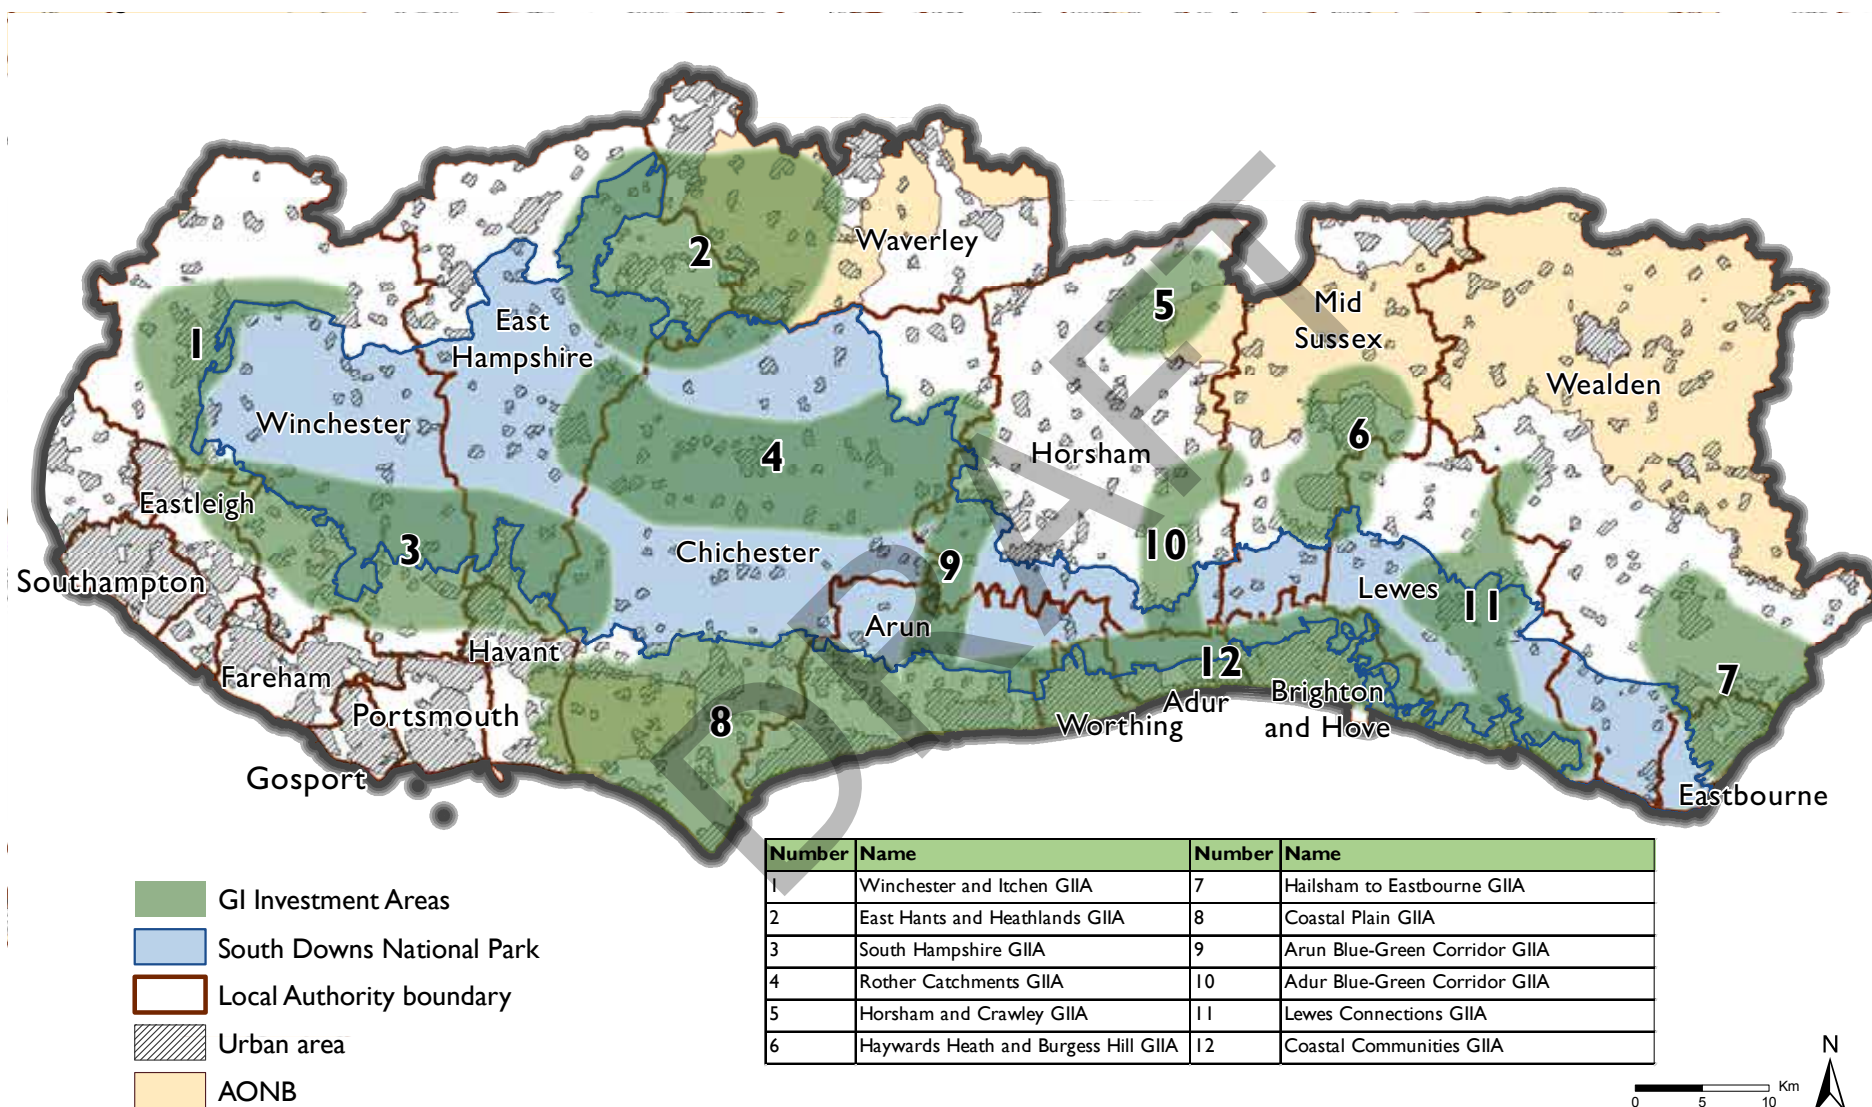 2
Waverley
5
Mid
Sussex
East
Hampshire
1
Wealden
Winchester
4
Horsham
6
Eastleigh
3
Chichester
9
10
Southampton
Lewes
11
Arun
Havant
12
Fareham
7
Portsmouth
8
Adur
Brighton
and Hove
Worthing
Gosport
Eastbourne
DRAFT
Number Name Number Name
1 Winchester and Itchen GIIA 7 Hailsham to Eastbourne GIIA
2 East Hants and Heathlands GIIA 8 Coastal Plain GIIA
3 South Hampshire GIIA 9 Arun Blue-Green Corridor GIIA
4 Rother Catchments GIIA 10 Adur Blue-Green Corridor GIIA
5 Horsham and Crawley GIIA 11 Lewes Connections GIIA
6 Haywards Heath and Burgess Hill GIIA 12 Coastal Communities GIIA
GI Investment Areas
South Downs National Park
Local Authority boundary
Urban area
AONB
N
Km
0 5 10